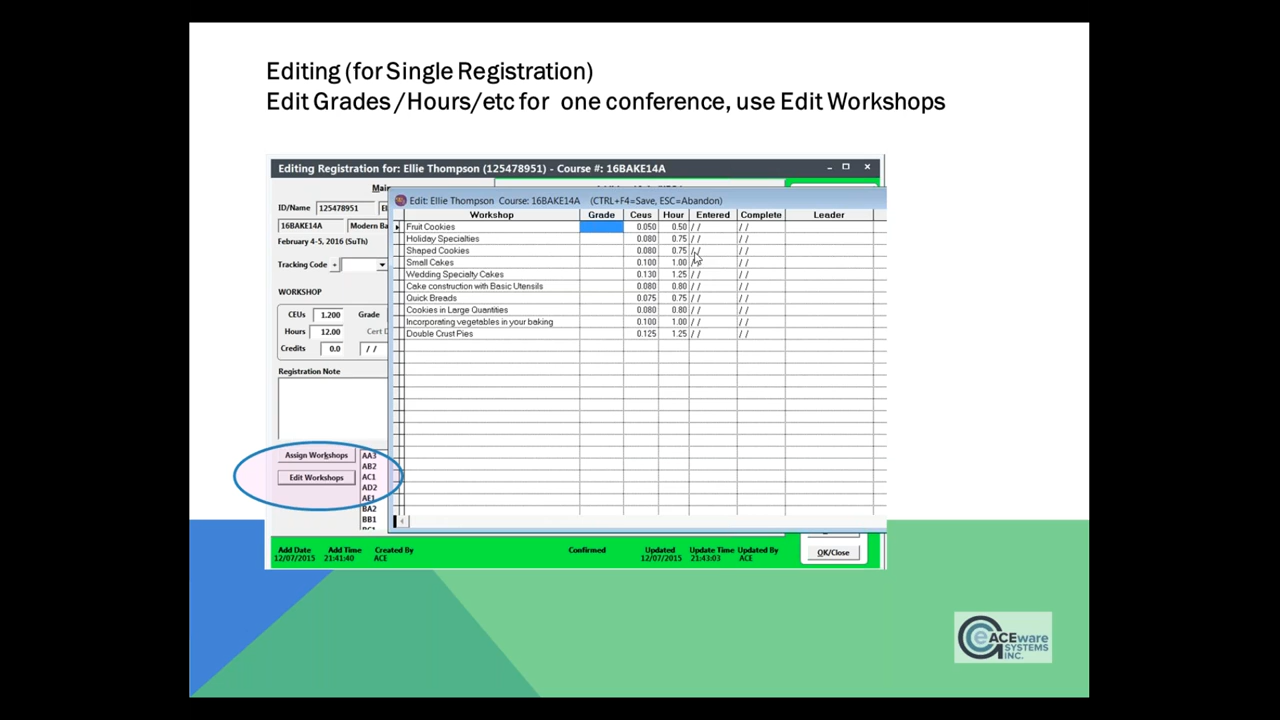 Editing (for Single Registration)
Edit Grades /Hours/etc for one conference, use Edit Workshops
Editing Registration for: Ellie Thompson (125478951) - Course #: 16BAKE14A
Main
ID/Name 125478951
16BAKE14A Modern Ba
February 4-5, 2016 (SuTh)
Tracking Code +
WORKSHOP
CEUs 1.200 Grade
Hours 12.00 Cert D
Credits 0.0 / /
Registration Note
Assign Workshops
Edit Workshops
AA3
AB2
AC1
AD2
AE1
BA2
BB1
Edit: Ellie Thompson Course: 16BAKE14A (CTRL+F4=Save, ESC=Abandon)
Workshop Grade Ceus Hour Entered Complete Leader
Fruit Cookies 0.050 0.50 / / / /
Holiday Specialties 0.080 0.75 / / / /
Shaped Cookies 0.080 0.75 / / / /
Small Cakes 0.100 1.00 / / / /
Wedding Specialty Cakes 0.130 1.25 / / / /
Cake construction with Basic Utensils 0.080 0.80 / / / /
Quick Breads 0.075 0.75 / / / /
Cookies in Large Quantities 0.080 0.80 / / / /
Incorporating vegetables in your baking 0.100 1.00 / / / /
Double Crust Pies 0.125 1.25 / / / /
Add Date Add Time Created By Confirmed Updated Update Time Updated By
12/07/2015 21:41:40 ACE 12/07/2015 21:43:03 ACE
OK/Close
ACEware
SYSTEMS
INC.